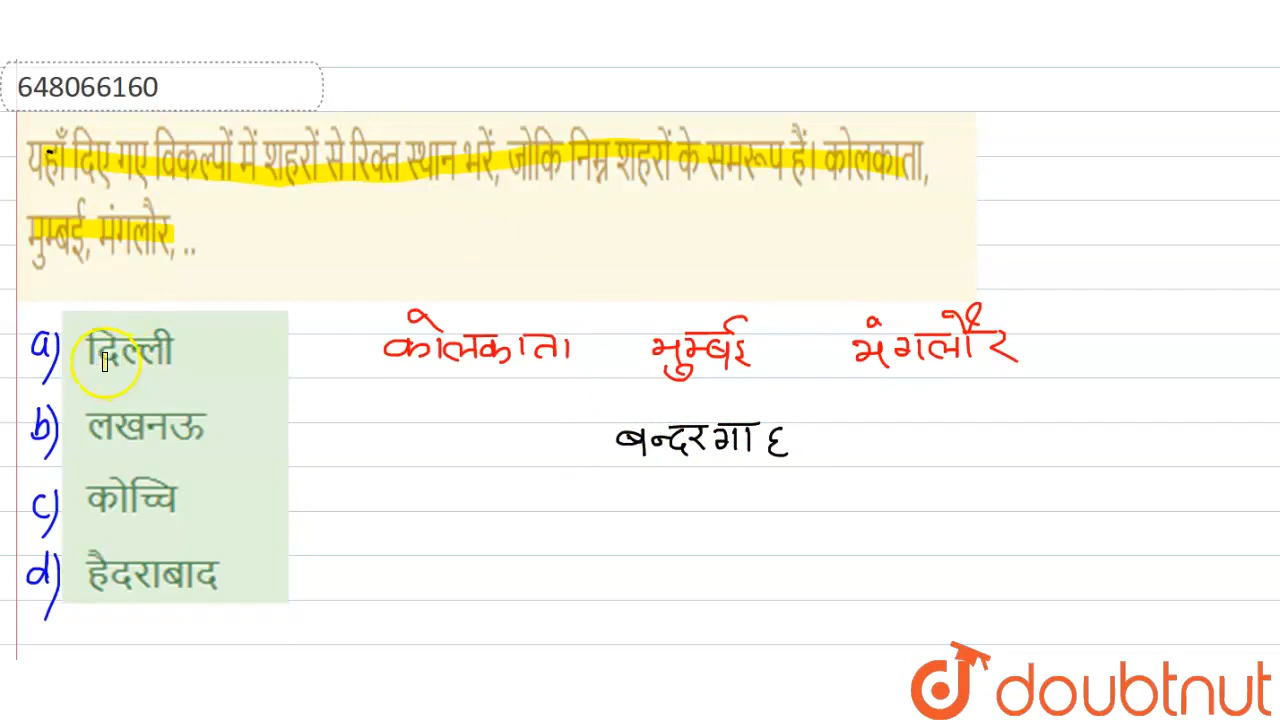 648066160
यहाँ दिए गए विकल्पों में शहरों से रिक्त स्थान भरें, जोकि निम्न शहरों के समरूप हैं। कोलकाता,
मुम्बई, मंगलौर, ..
a) दिल्ली
कोलकाता मुम्बई मंगलौर
b) लखनऊ
बन्दरगाह
c) कोच्चि
d) हैदराबाद
doubtnut